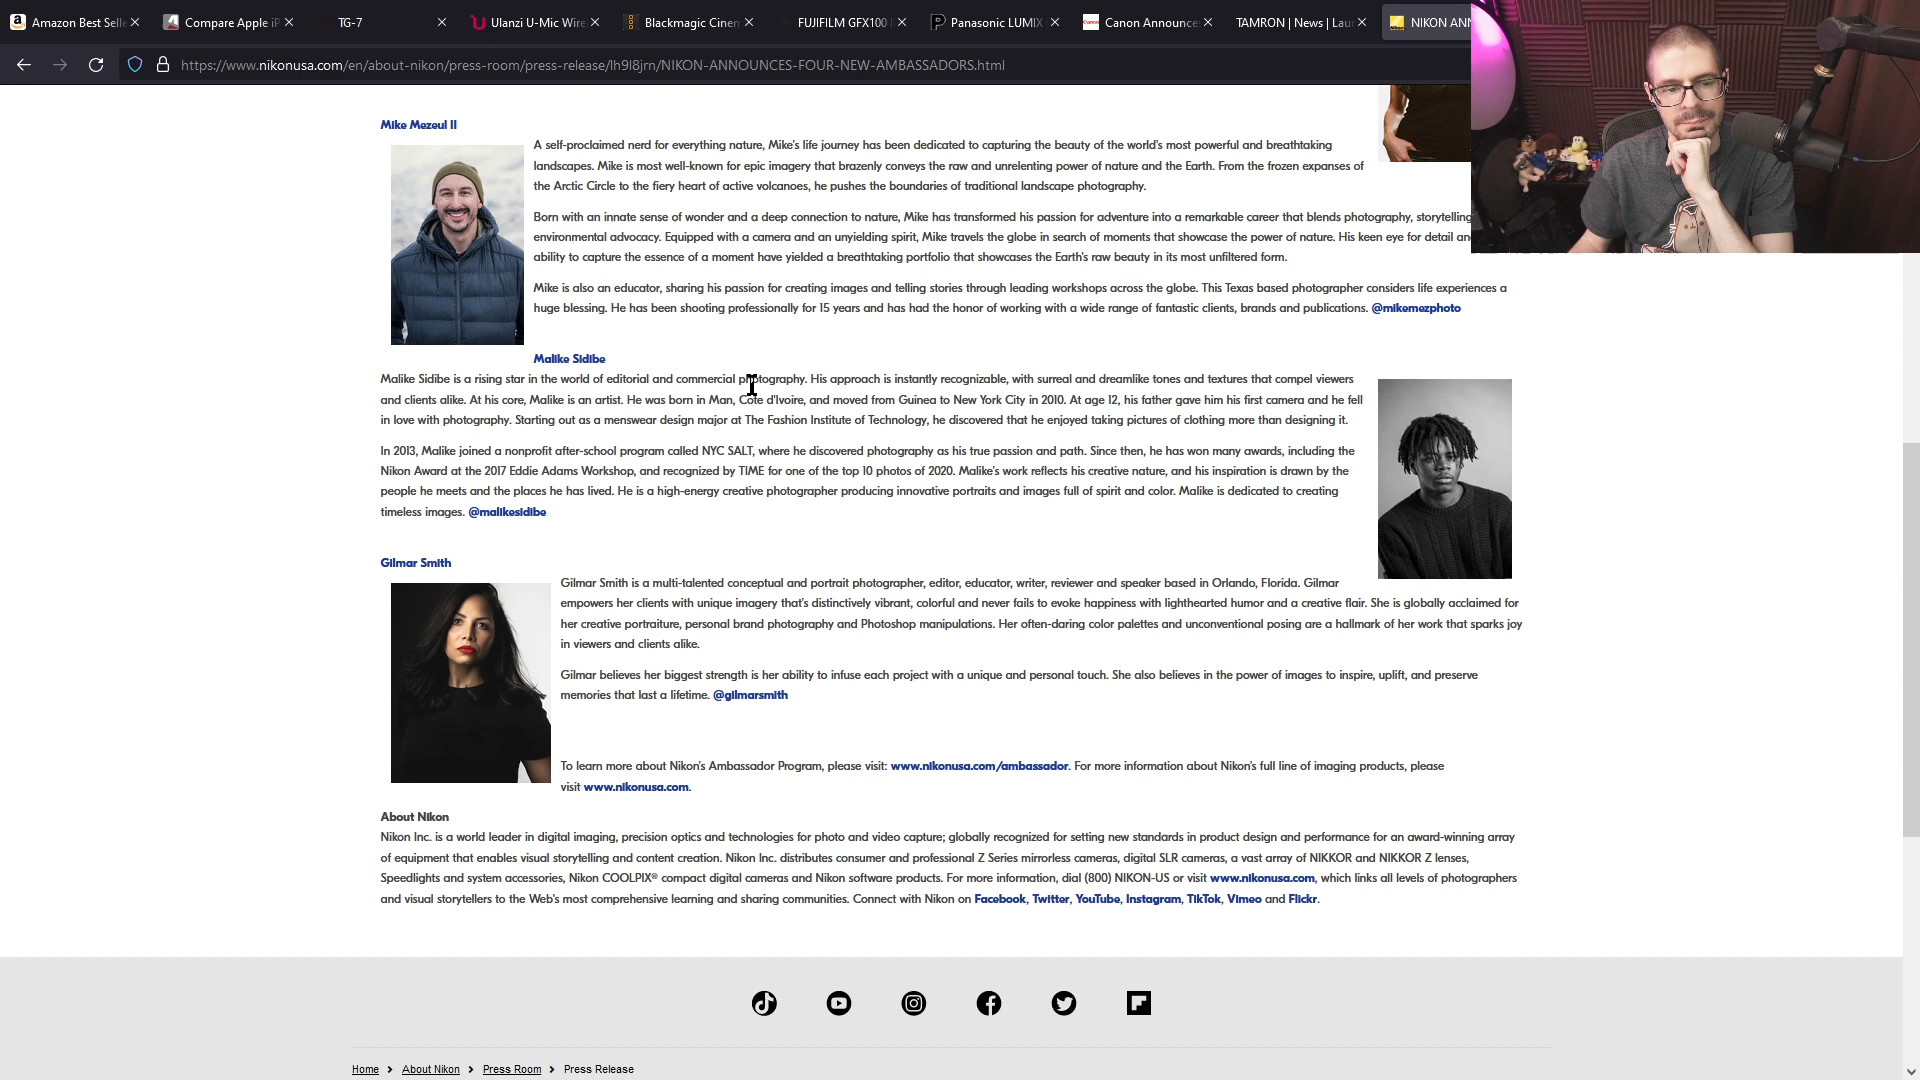 Amazon Best Selle
Compare Apple iP
TG-7
Ulanzi U-Mic Wire
Blackmagic Cinem
FUJIFILM GFX100 I
Panasonic LUMIX
Canon Announce
TAMRON | News | Lau
NIKON ANN
https://www.nikonusa.com/en/about-nikon/press-room/press-release/lh9l8jrn/NIKON-ANNOUNCES-FOUR-NEW-AMBASSADORS.html
Mike Mezeul II
A self-proclaimed nerd for everything nature, Mike's life journey has been dedicated to capturing the beauty of the world's most powerful and breathtaking
landscapes. Mike is most well-known for epic imagery that brazenly conveys the raw and unrelenting power of nature and the Earth. From the frozen expanses of
the Arctic Circle to the fiery heart of active volcanoes, he pushes the boundaries of traditional landscape photography.
Born with an innate sense of wonder and a deep connection to nature, Mike has transformed his passion for adventure into a remarkable career that blends photography, storytelling
environmental advocacy. Equipped with a camera and an unyielding spirit, Mike travels the globe in search of moments that showcase the power of nature. His keen eye for detail an
ability to capture the essence of a moment have yielded a breathtaking portfolio that showcases the Earth's raw beauty in its most unfiltered form.
Mike is also an educator, sharing his passion for creating images and telling stories through leading workshops across the globe. This Texas based photographer considers life experiences a
huge blessing. He has been shooting professionally for 15 years and has had the honor of working with a wide range of fantastic clients, brands and publications. @mikemezphoto
Malike Sidibe
Malike Sidibe is a rising star in the world of editorial and commercial photography. His approach is instantly recognizable, with surreal and dreamlike tones and textures that compel viewers
and clients alike. At his core, Malike is an artist. He was born in Man, Cote d'Ivoire, and moved from Guinea to New York City in 2010. At age 12, his father gave him his first camera and he fell
in love with photography. Starting out as a menswear design major at The Fashion Institute of Technology, he discovered that he enjoyed taking pictures of clothing more than designing it.
In 2013, Malike joined a nonprofit after-school program called NYC SALT, where he discovered photography as his true passion and path. Since then, he has won many awards, including the
Nikon Award at the 2017 Eddie Adams Workshop, and recognized by TIME for one of the top 10 photos of 2020. Malike's work reflects his creative nature, and his inspiration is drawn by the
people he meets and the places he has lived. He is a high-energy creative photographer producing innovative portraits and images full of spirit and color. Malike is dedicated to creating
timeless images. @malikesidibe
Gilmar Smith
Gilmar Smith is a multi-talented conceptual and portrait photographer, editor, educator, writer, reviewer and speaker based in Orlando, Florida. Gilmar
empowers her clients with unique imagery that's distinctively vibrant, colorful and never fails to evoke happiness with lighthearted humor and a creative flair. She is globally acclaimed for
her creative portraiture, personal brand photography and Photoshop manipulations. Her often-daring color palettes and unconventional posing are a hallmark of her work that sparks joy
in viewers and clients alike.
Gilmar believes her biggest strength is her ability to infuse each project with a unique and personal touch. She also believes in the power of images to inspire, uplift, and preserve
memories that last a lifetime. @gilmarsmith
To learn more about Nikon's Ambassador Program, please visit: www.nikonusa.com/ambassador. For more information about Nikon's full line of imaging products, please
visit www.nikonusa.com.
About Nikon
Nikon Inc. is a world leader in digital imaging, precision optics and technologies for photo and video capture; globally recognized for setting new standards in product design and performance for an award-winning array
of equipment that enables visual storytelling and content creation. Nikon Inc. distributes consumer and professional Z Series mirrorless cameras, digital SLR cameras, a vast array of NIKKOR and NIKKOR Z lenses,
Speedlights and system accessories, Nikon COOLPIX® compact digital cameras and Nikon software products. For more information, dial (800) NIKON-US or visit www.nikonusa.com, which links all levels of photographers
and visual storytellers to the Web's most comprehensive learning and sharing communities. Connect with Nikon on Facebook, Twitter, YouTube, Instagram, TikTok, Vimeo and Flickr.
Home
About Nikon
Press Room
Press Release